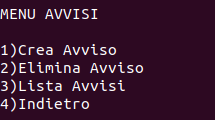 MENU AVVISI
1)Crea Avviso
2)Elimina Avviso
3)Lista Avvisi
4)Indietro